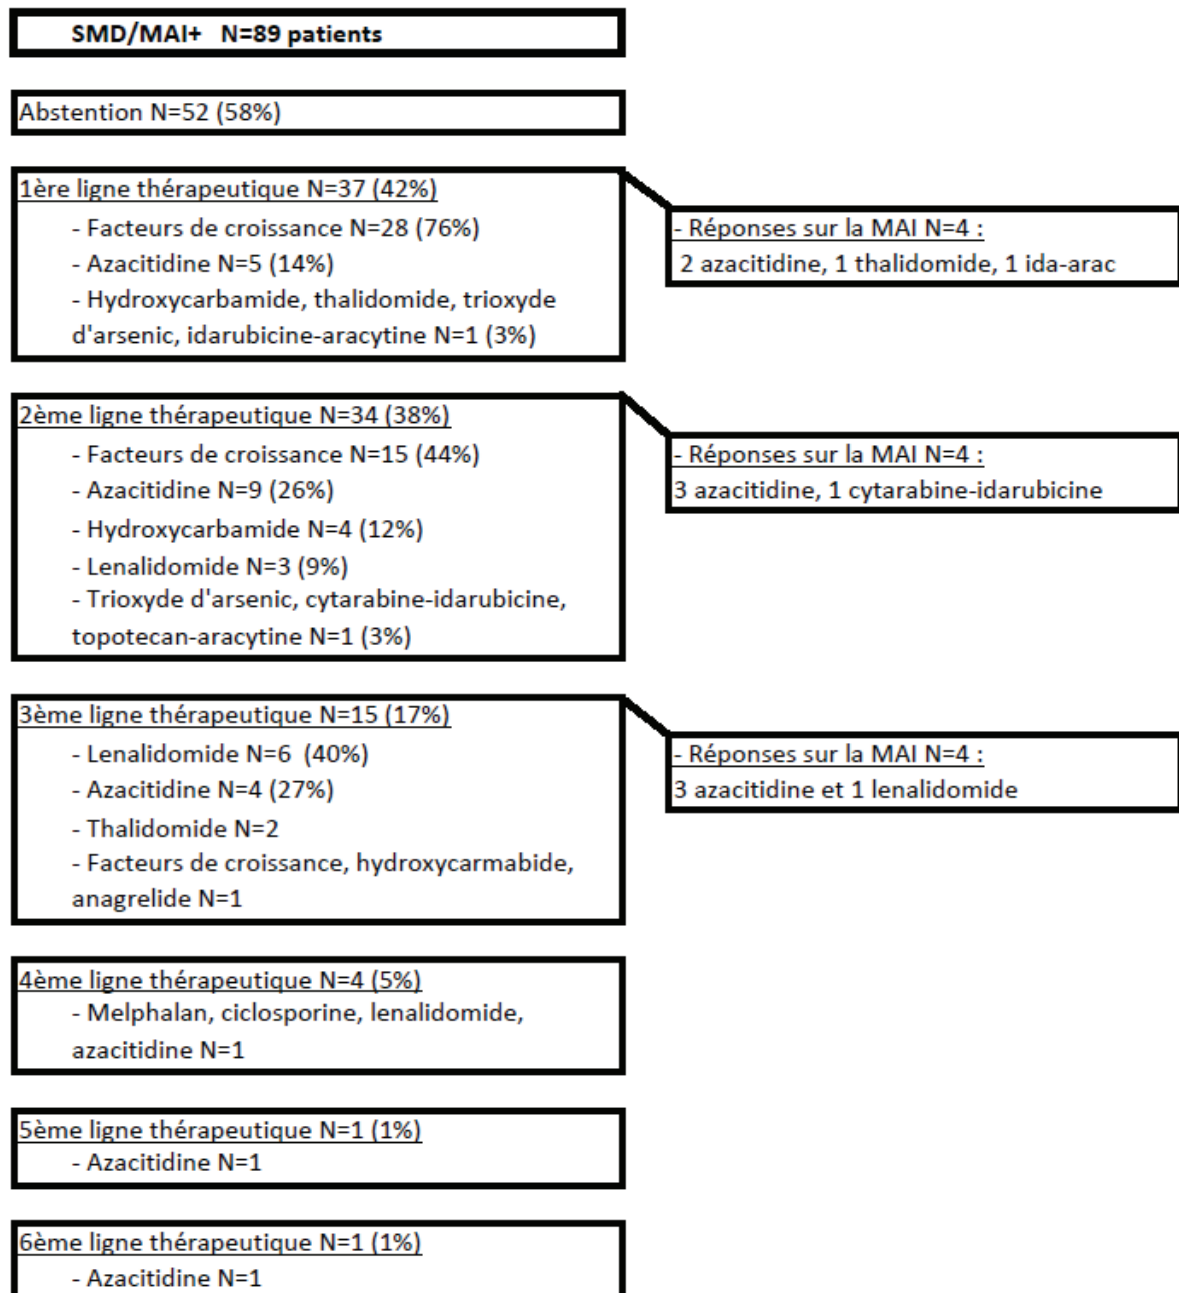 SMD/MAI+ N=89 patients
Abstention N=52 (58%)
1ère ligne thérapeutique N=37 (42%)
- Facteurs de croissance N=28 (76%)
- Azacitidine N=5 (14%)
- Hydroxycarbamide, thalidomide, trioxyde
d'arsenic, idarubicine-aracytine N=1 (3%)
- Réponses sur la MAI N=4 :
2 azacitidine, 1 thalidomide, 1 ida-arac
2ème ligne thérapeutique N=34 (38%)
- Facteurs de croissance N=15 (44%)
- Azacitidine N=9 (26%)
- Hydroxycarbamide N=4 (12%)
- Lenalidomide N=3 (9%)
- Trioxyde d'arsenic, cytarabine-idarubicine,
topotecan-aracytine N=1 (3%)
- Réponses sur la MAI N=4 :
3 azacitidine, 1 cytarabine-idarubicine
3ème ligne thérapeutique N=15 (17%)
- Lenalidomide N=6 (40%)
- Azacitidine N=4 (27%)
- Thalidomide N=2
- Facteurs de croissance, hydroxycarmabide,
anagrelide N=1
- Réponses sur la MAI N=4 :
3 azacitidine et 1 lenalidomide
4ème ligne thérapeutique N=4 (5%)
- Melphalan, ciclosporine, lenalidomide,
azacitidine N=1
5ème ligne thérapeutique N=1 (1%)
- Azacitidine N=1
6ème ligne thérapeutique N=1 (1%)
- Azacitidine N=1